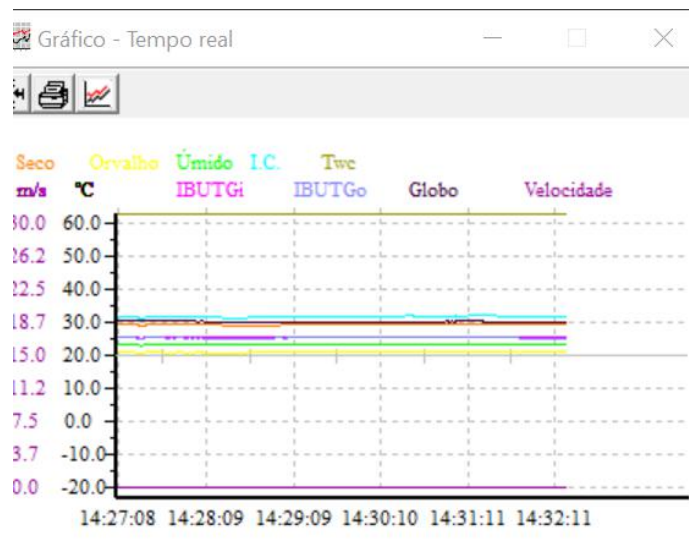 Gráfico - Tempo real
Seco Orvalho Úmido I.C. Twc
m/s °C IBUTGi IBUTGo Globo Velocidade
30.0 60.0
26.2 50.0
22.5 40.0
18.7 30.0
15.0 20.0
11.2 10.0
7.5 0.0
3.7 -10.0
0.0 -20.0
14:27:08 14:28:09 14:29:09 14:30:10 14:31:11 14:32:11